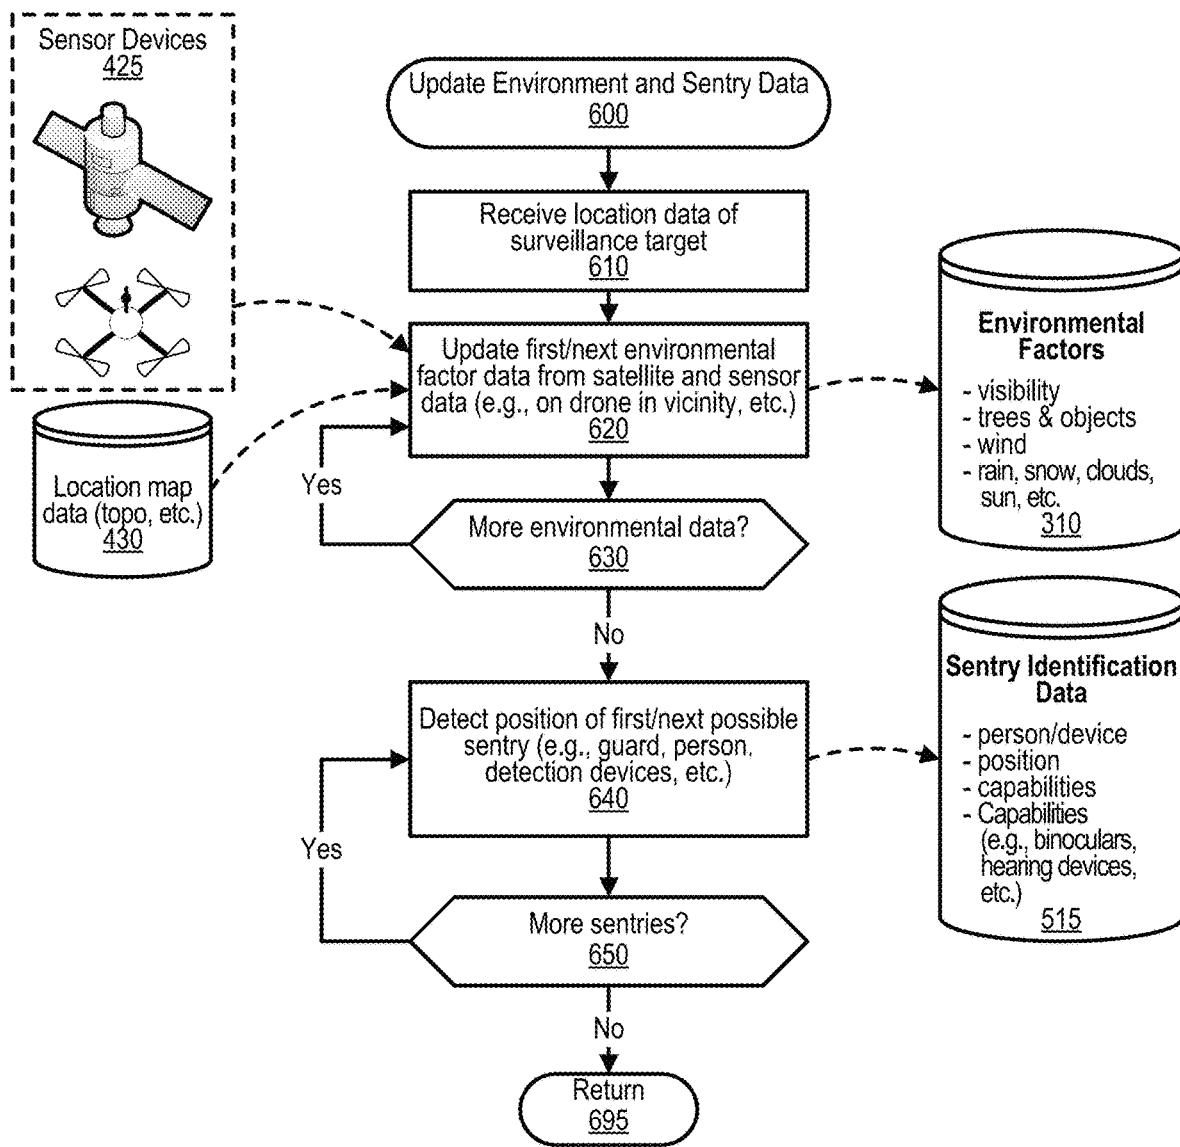 Sensor Devices
425
Update Environment and Sentry Data
600
Receive location data of
surveillance target
610
Update first/next environmental
factor data from satellite and sensor
data (e.g., on drone in vicinity, etc.)
620
Environmental
Factors
- visibility
- trees & objects
- wind
- rain, snow, clouds,
sun, etc.
310
Location map
data (topo, etc.)
430
Yes
More environmental data?
630
No
Detect position of first/next possible
sentry (e.g., guard, person,
detection devices, etc.)
640
Sentry Identification
Data
- person/device
- position
- capabilities
- Capabilities
(e.g., binoculars,
hearing devices,
etc.)
515
Yes
More sentries?
650
No
Return
695